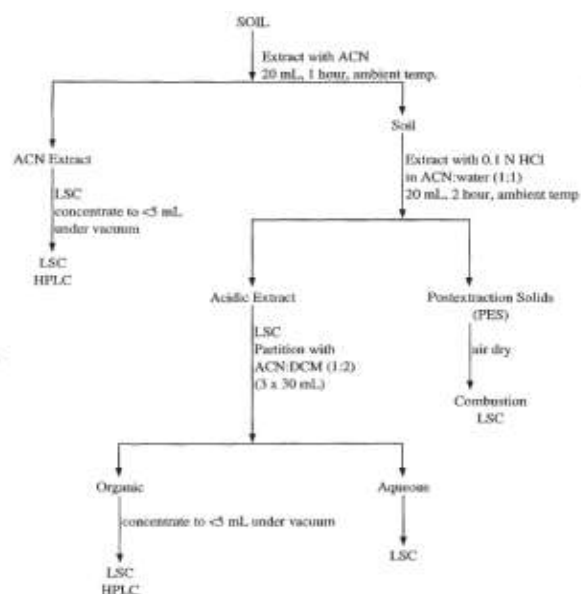 SOIL
Extract with ACN
20 mL, 1 hour, ambient temp.
Soil
ACN Extract
Extract with 0.1 N HCl
in ACN:water (1:1)
20 mL, 2 hour, ambient temp
LSC
concentrate to <5 mL
under vacuum
LSC
HPLC
Acidic Extract
Postextraction Solids
(PES)
LSC
Partition with
ACN:DCM (1:2)
(3 x 30 mL)
air dry
Combustion
LSC
Organic
Aqueous
concentrate to <5 mL under vacuum
LSC
LSC
HPLC